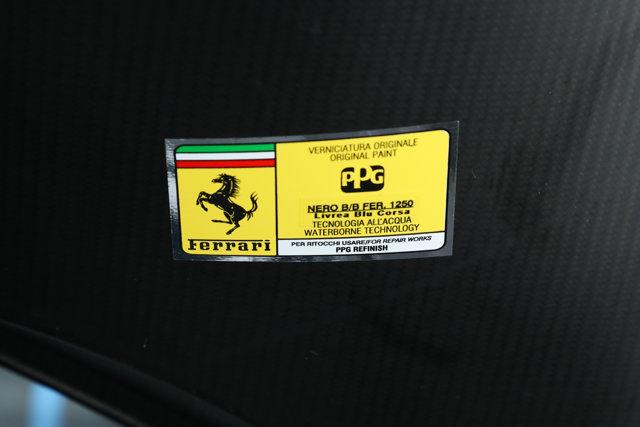 VERNICIATURA ORIGINALE
ORIGINAL PAINT
PPG
NERO B/B FER. 1250
Livrea Blu Corsa
TECNOLOGIA ALL'ACQUA
WATERBORNE TECHNOLOGY
Ferrari
PER RITOCCHI USARE/FOR REPAIR WORKS
PPG REFINISH